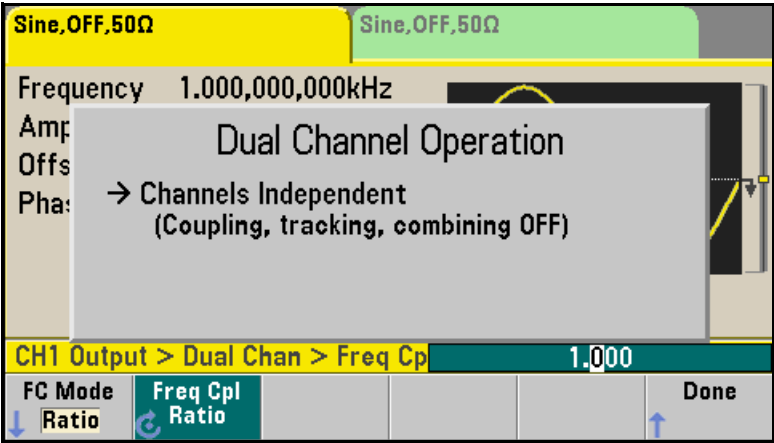 Sine,OFF,50Ω
Sine,OFF,50Ω
Frequency 1.000,000,000kHz
Amp
Offs
Phas
Dual Channel Operation
→ Channels Independent
(Coupling, tracking, combining OFF)
CH1 Output > Dual Chan > Freq Cp 1.000
FC Mode
Ratio
Freq Cpl
Ratio
Done